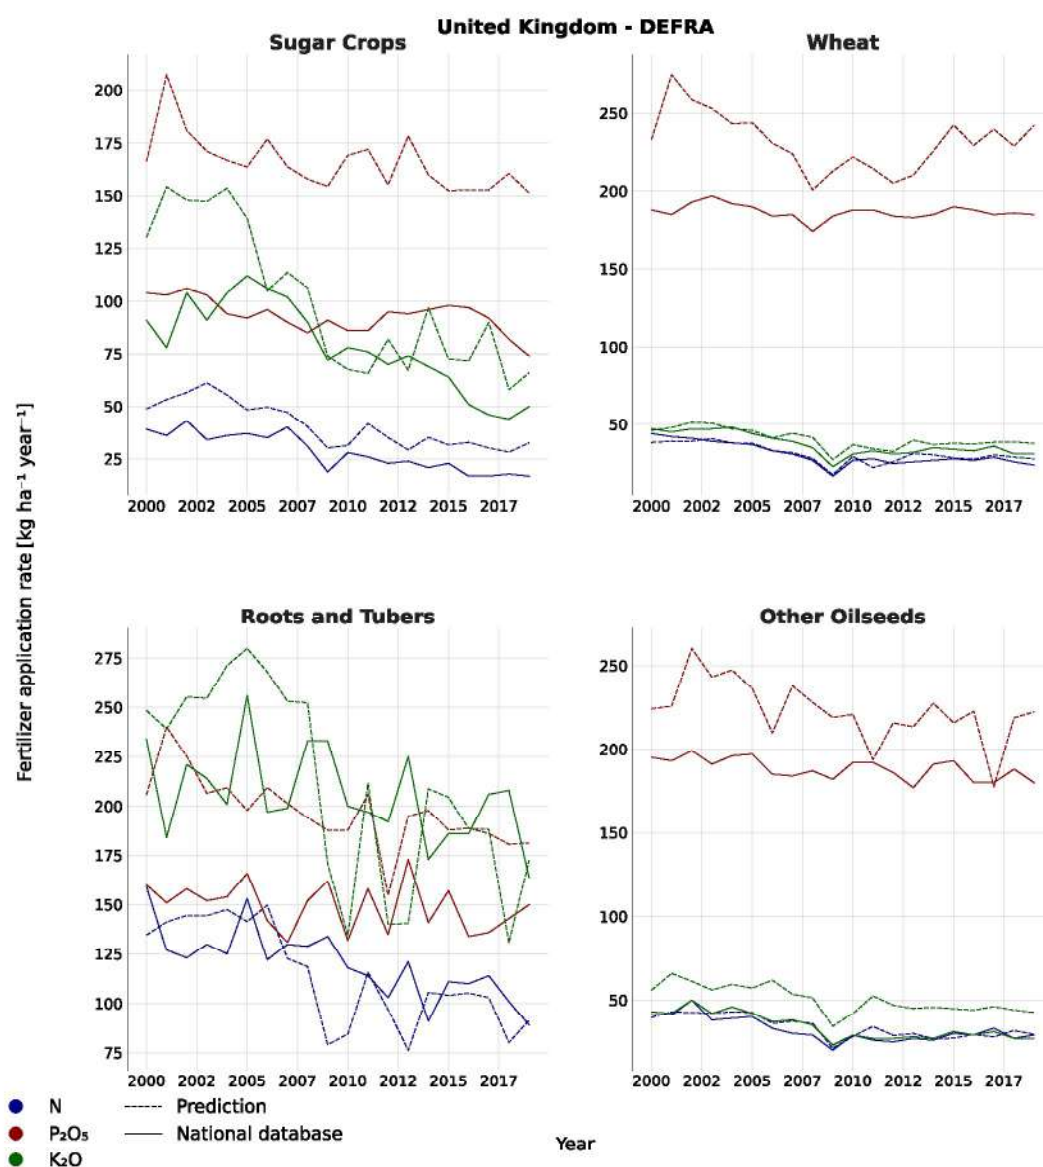 United Kingdom - DEFRA
Sugar Crops
200
175
150
125
100
75
50
25
2000 2002 2005 2007 2010 2012 2015 2017
Wheat
250
200
150
100
50
2000 2002 2005 2007 2010 2012 2015 2017
Fertilizer application rate [kg ha⁻¹ year⁻¹]
Roots and Tubers
275
250
225
200
175
150
125
100
75
2000 2002 2005 2007 2010 2012 2015 2017
Other Oilseeds
250
200
150
100
50
2000 2002 2005 2007 2010 2012 2015 2017
N
P₂O₅
K₂O
Prediction
National database
Year